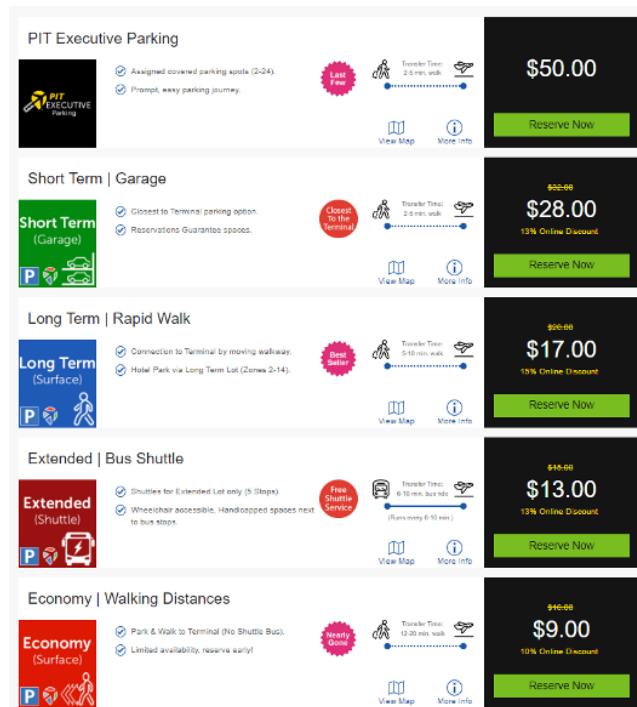 PIT Executive Parking
PIT
EXECUTIVE
Parking
Assigned covered parking spots (2-24).
Prompt, easy parking journey.
Last
Few
Transfer Time:
2-5 min. walk
View Map
More Info
$50.00
Reserve Now
Short Term | Garage
Short Term
(Garage)
P
Closest to Terminal parking option.
Reservations Guarantee spaces.
Closest
To the
Terminal
Transfer Time:
2-5 min. walk
View Map
More Info
$32.00
$28.00
13% Online Discount
Reserve Now
Long Term | Rapid Walk
Long Term
(Surface)
P
Connection to Terminal by moving walkway.
Hotel Park via Long Term Lot (Zones 2-14).
Best
Seller
Transfer Time:
5-10 min. walk
View Map
More Info
$20.00
$17.00
15% Online Discount
Reserve Now
Extended | Bus Shuttle
Extended
(Shuttle)
P
Shuttles for Extended Lot only (5 Stops).
Wheelchair accessible, Handicapped spaces next
to bus stops.
Free
Shuttle
Service
Transfer Time:
6-10 min. bus ride
(Runs every 6-10 min.)
View Map
More Info
$15.00
$13.00
13% Online Discount
Reserve Now
Economy | Walking Distances
Economy
(Surface)
P
Park & Walk to Terminal (No Shuttle Bus).
Limited availability, reserve early!
Nearly
Gone
Transfer Time:
12-20 min. walk
View Map
More Info
$10.00
$9.00
10% Online Discount
Reserve Now